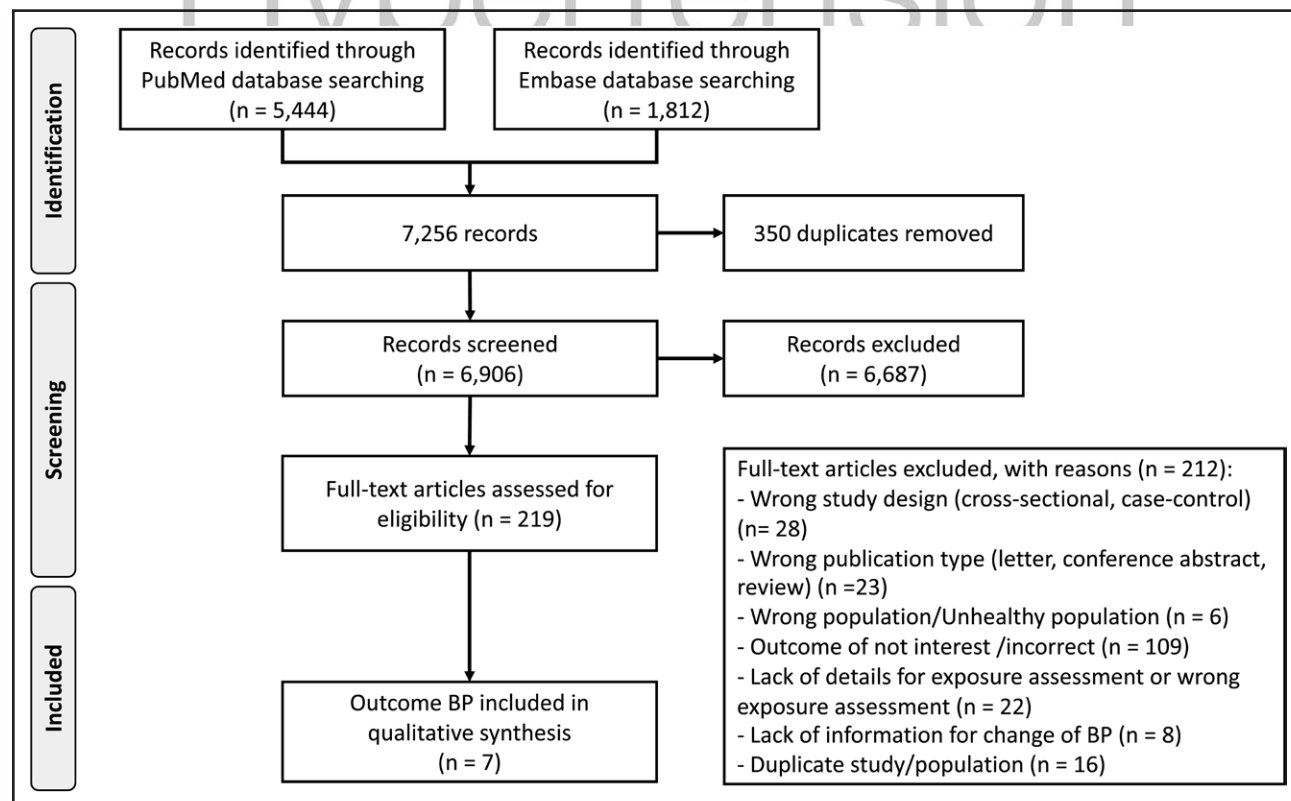 Hypertension
Identification
Records identified through
PubMed database searching
(n = 5,444)
Records identified through
Embase database searching
(n = 1,812)
7,256 records
350 duplicates removed
Screening
Records screened
(n = 6,906)
Records excluded
(n = 6,687)
Full-text articles assessed for
eligibility (n = 219)
Full-text articles excluded, with reasons (n = 212):
- Wrong study design (cross-sectional, case-control)
(n= 28)
- Wrong publication type (letter, conference abstract,
review) (n =23)
- Wrong population/Unhealthy population (n = 6)
- Outcome of not interest /incorrect (n = 109)
- Lack of details for exposure assessment or wrong
exposure assessment (n = 22)
- Lack of information for change of BP (n = 8)
- Duplicate study/population (n = 16)
Included
Outcome BP included in
qualitative synthesis
(n = 7)